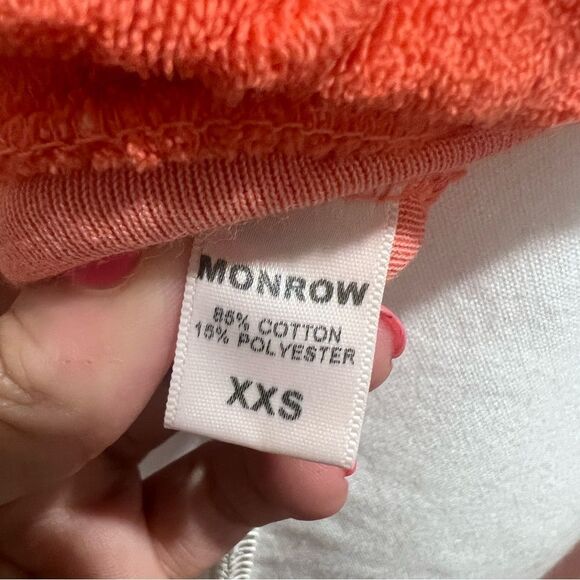 MONROW
85% COTTON
15% POLYESTER
XXS